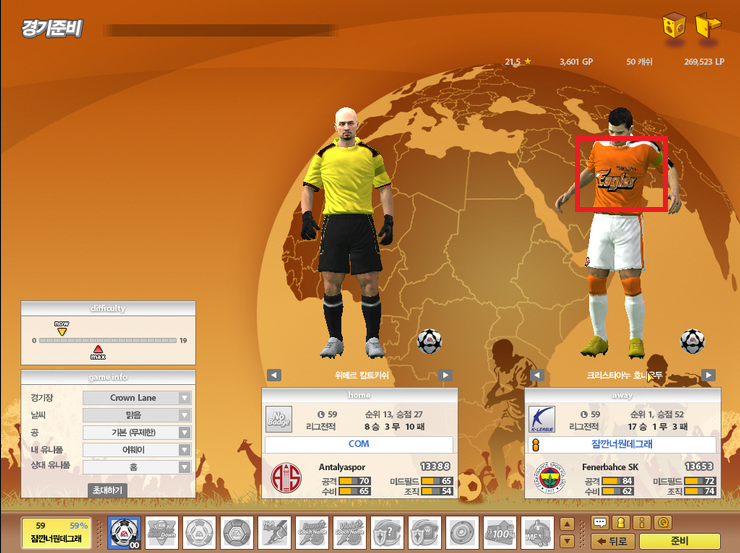 경기준비
21.5 ★ 3,601 GP 50 캐쉬 269,523 LP
Eagles
difficulty
now
0 19
max
game info
경기장 Crown Lane
날씨 맑음
공 기본 (무제한)
내 유니폼 어웨이
상대 유니폼 홈
초대하기
위페르 칼트키쉬
크리스티아누 호나우두
home
No Badge
59 순위 13, 승점 27
리그전적 8 승 3 무 10 패
COM
Antalyaspor 13388
공격 70 미드필드 65
수비 65 조직 54
away
K-LEAGUE
59 순위 1, 승점 52
리그전적 17 승 1 무 3 패
잠깐너뭔데그래
Fenerbahce SK 13653
공격 84 미드필드 72
수비 62 조직 74
59 59%
잠깐너뭔데그래
00
100%
뒤로
준비